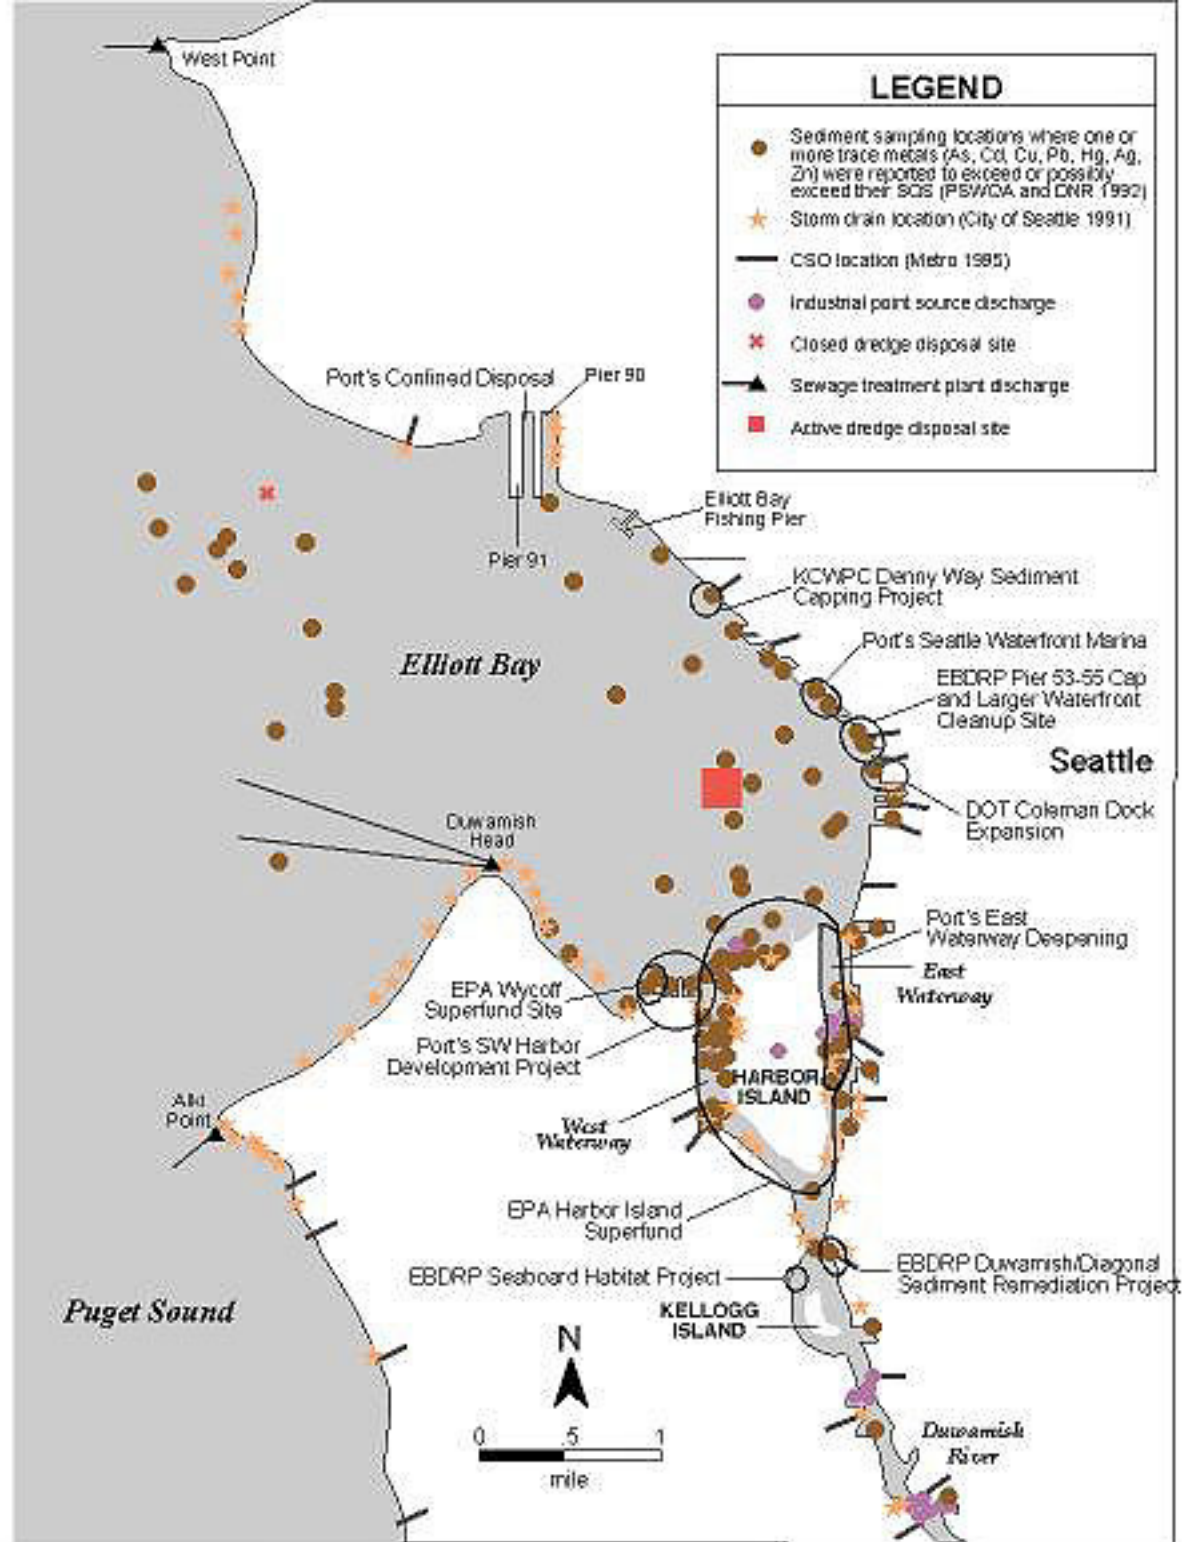 West Point
LEGEND
Sediment sampling locations where one or
more trace metals (As, Cd, Cu, Pb, Hg, Ag,
Zn) were reported to exceed or possibly
exceed their SQS (PSWQA and DNR 1992)
Storm drain location (City of Seattle 1991)
CSO location (Metro 1995)
Industrial point source discharge
Closed dredge disposal site
Sewage treatment plant discharge
Active dredge disposal site
Port's Confined Disposal
Pier 90
Elliott Bay
Fishing Pier
Pier 91
KCWPC Denny Way Sediment
Capping Project
Port's Seattle Waterfront Marina
Elliott Bay
EBDRP Pier 53-55 Cap
and Larger Waterfront
Cleanup Site
Seattle
DOT Coleman Dock
Expansion
Duwamish
Head
Port's East
Waterway Deepening
East
Waterway
EPA Wycoff
Superfund Site
Port's SW Harbor
Development Project
HARBOR
ISLAND
Alki
Point
West
Waterway
EPA Harbor Island
Superfund
EBDRP Duwamish/Diagonal
Sediment Remediation Project
EBDRP Seaboard Habitat Project
KELLOGG
ISLAND
Puget Sound
N
0 .5 1
mile
Duwamish
River